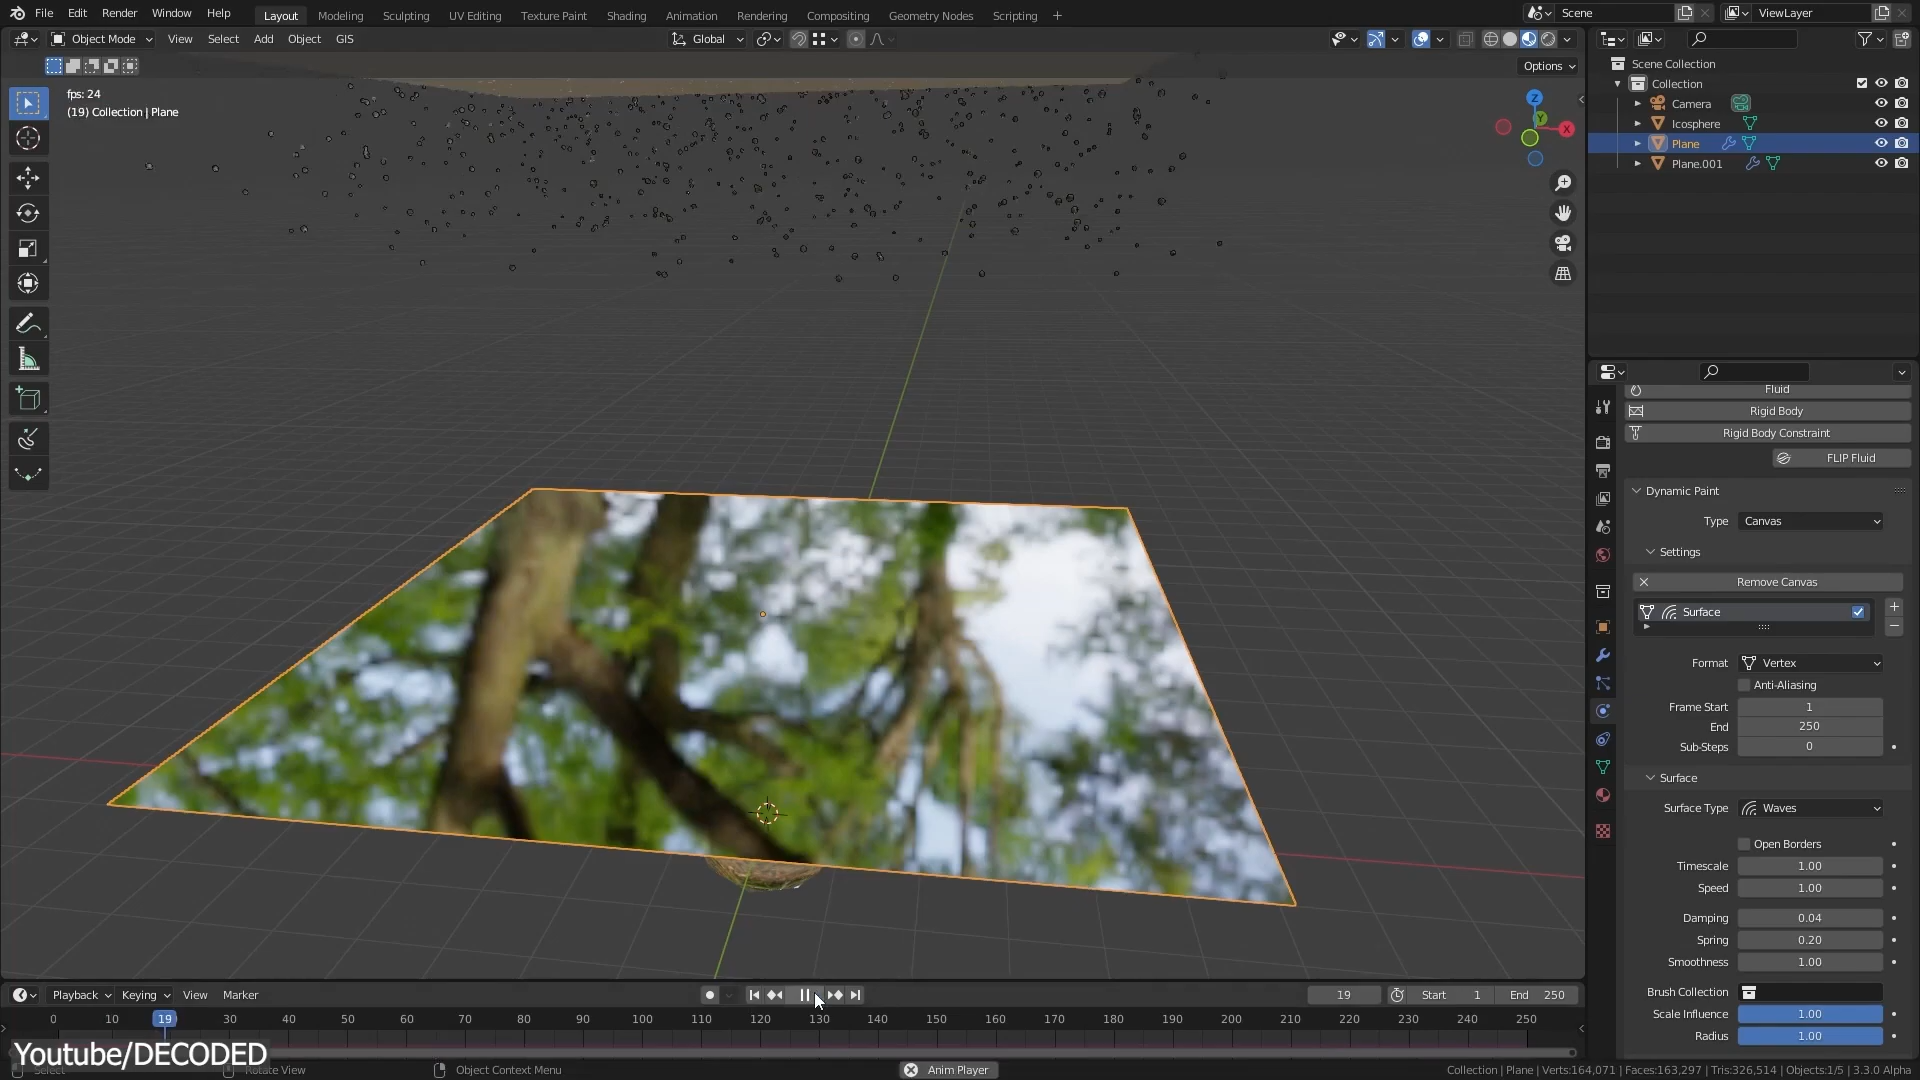 File Edit Render Window Help Layout Modeling Sculpting UV Editing Texture Paint Shading Animation Rendering Compositing Geometry Nodes Scripting + Scene ViewLayer
Object Mode View Select Add Object GIS Global
Options
fps: 24
(19) Collection | Plane
Z
Y
X
Scene Collection
Collection
Camera
Icosphere
Plane
Plane.001
Fluid
Rigid Body
Rigid Body Constraint
FLIP Fluid
Dynamic Paint
Type Canvas
Settings
Remove Canvas
Surface
Format Vertex
Anti-Aliasing
Frame Start 1
End 250
Sub-Steps 0
Surface
Surface Type Waves
Open Borders
Timescale 1.00
Speed 1.00
Damping 0.04
Spring 0.20
Smoothness 1.00
Brush Collection
Scale Influence 1.00
Radius 1.00
Playback Keying View Marker 19 Start 1 End 250
0 10 19 30 40 50 60 70 80 90 100 110 120 130 140 150 160 170 180 190 200 210 220 230 240 250
Youtube/DECODED
Select Rotate View Object Context Menu Anim Player Collection | Plane | Verts:164,071 | Faces:163,297 | Tris:326,514 | Objects:1/5 | 3.3.0 Alpha